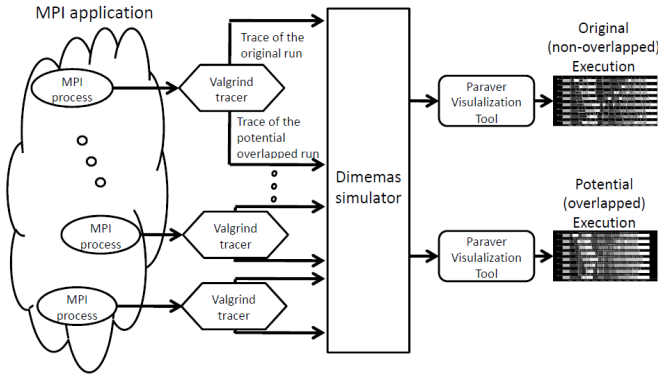 MPI application
MPI
process
Valgrind
tracer
Trace of the
original run
Trace of the
potential
overlapped run
MPI
process
Valgrind
tracer
MPI
process
Valgrind
tracer
Dimemas
simulator
Paraver
Visulalization
Tool
Original
(non-overlapped)
Execution
Paraver
Visulalization
Tool
Potential
(overlapped)
Execution